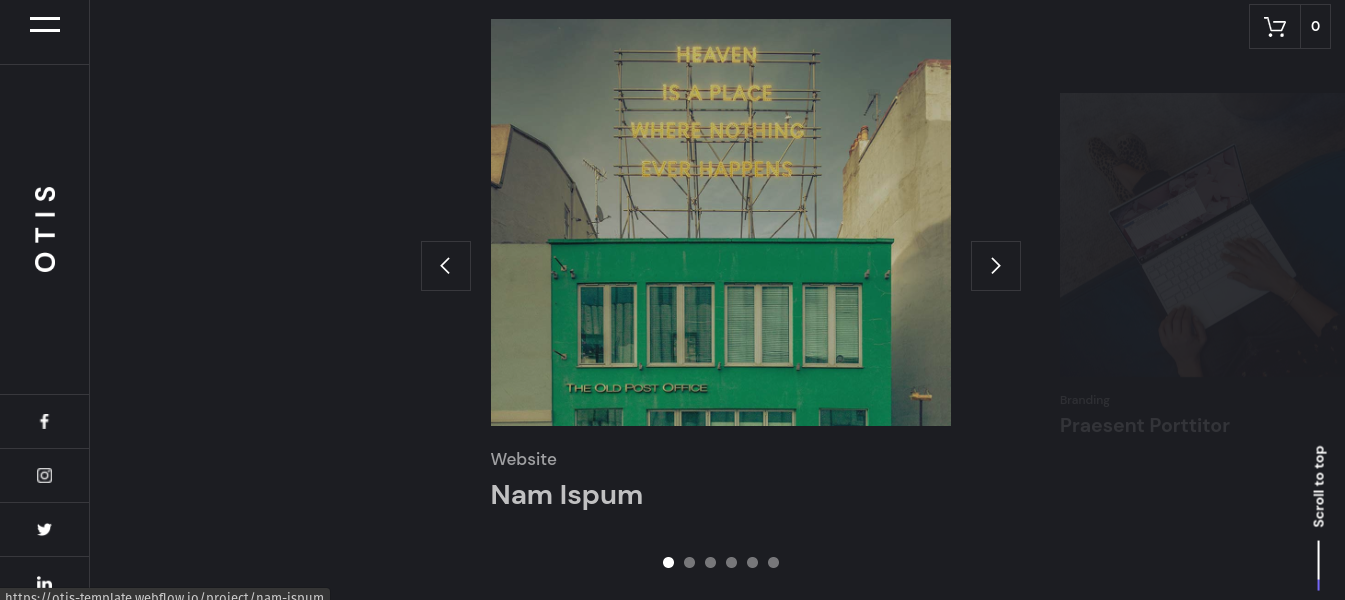 0
OTIS
HEAVEN
IS A PLACE
WHERE NOTHING
EVER HAPPENS
THE OLD POST OFFICE
Website
Nam Ispum
Branding
Praesent Porttitor
Scroll to top
https://otis-template.webflow.io/project/nam-ispum